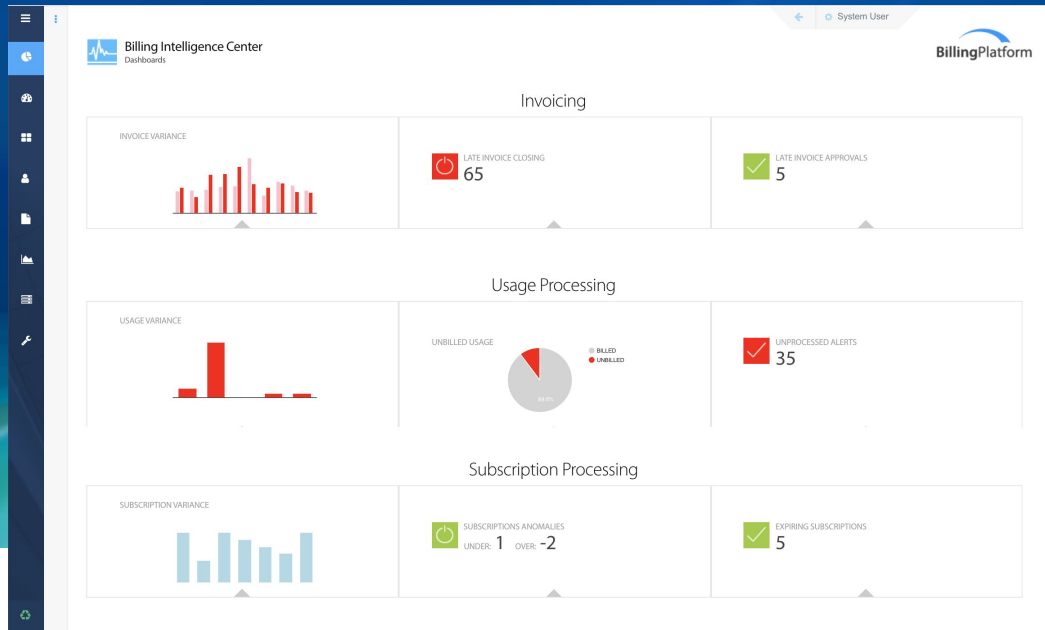 System User
Billing Intelligence Center
Dashboards
BillingPlatform
Invoicing
INVOICE VARIANCE
LATE INVOICE CLOSING
65
LATE INVOICE APPROVALS
5
Usage Processing
USAGE VARIANCE
UNBILLED USAGE
BILLED
UNBILLED
UNPROCESSED ALERTS
35
Subscription Processing
SUBSCRIPTION VARIANCE
SUBSCRIPTIONS ANOMALIES
UNDER: 1 OVER: -2
EXPIRING SUBSCRIPTIONS
5